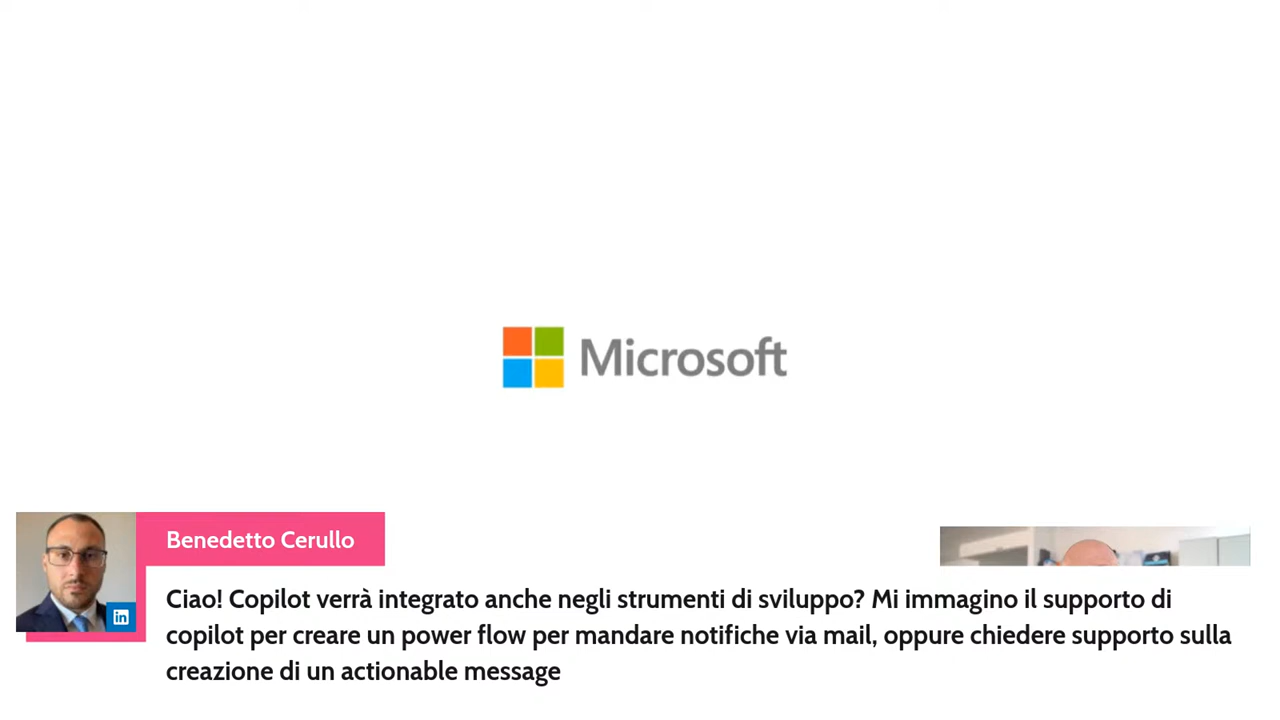 Microsoft
Benedetto Cerullo
in
Ciao! Copilot verrà integrato anche negli strumenti di sviluppo? Mi immagino il supporto di
copilot per creare un power flow per mandare notifiche via mail, oppure chiedere supporto sulla
creazione di un actionable message